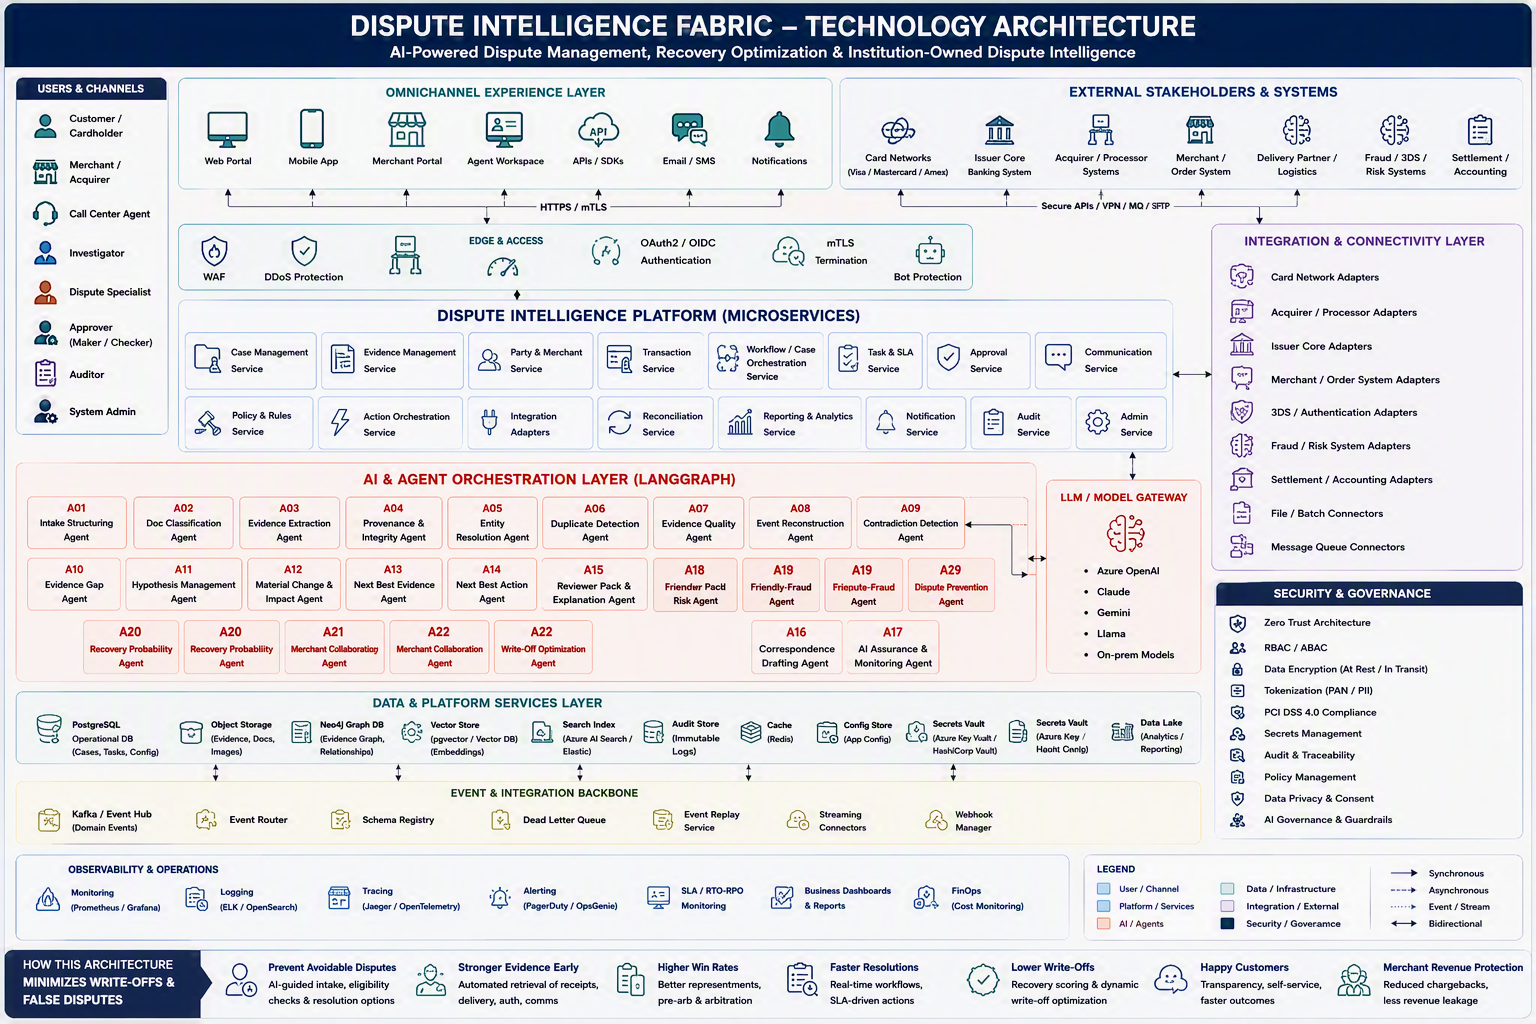 DISPUTE INTELLIGENCE FABRIC – TECHNOLOGY ARCHITECTURE
AI-Powered Dispute Management, Recovery Optimization & Institution-Owned Dispute Intelligence
USERS & CHANNELS
Customer /
Cardholder
Merchant /
Acquirer
Call Center Agent
Investigator
Dispute Specialist
Approver
(Maker / Checker)
Auditor
System Admin
OMNICHANNEL EXPERIENCE LAYER
Web Portal
Mobile App
Merchant Portal
Agent Workspace
API
APIs / SDKs
Email / SMS
Notifications
HTTPS / mTLS
EXTERNAL STAKEHOLDERS & SYSTEMS
Card Networks
(Visa / Mastercard / Amex)
Issuer Core
Banking System
Acquirer / Processor
Systems
Merchant /
Order System
Delivery Partner /
Logistics
Fraud / 3DS /
Risk Systems
Settlement /
Accounting
Secure APIs / VPN / MQ / SFTP
EDGE & ACCESS
WAF
DDoS Protection
OAuth2 / OIDC
Authentication
mTLS
Termination
Bot Protection
DISPUTE INTELLIGENCE PLATFORM (MICROSERVICES)
Case Management
Service
Evidence Management
Service
Party & Merchant
Service
Transaction
Service
Workflow / Case
Orchestration
Service
Task & SLA
Service
Approval
Service
Communication
Service
Policy & Rules
Service
Action Orchestration
Service
Integration
Adapters
Reconciliation
Service
Reporting & Analytics
Service
Notification
Service
Audit
Service
Admin
Service
INTEGRATION & CONNECTIVITY LAYER
Card Network Adapters
Acquirer / Processor Adapters
Issuer Core Adapters
Merchant / Order System Adapters
3DS / Authentication Adapters
Fraud / Risk System Adapters
Settlement / Accounting Adapters
File / Batch Connectors
Message Queue Connectors
AI & AGENT ORCHESTRATION LAYER (LANGGRAPH)
A01
Intake Structuring
Agent
A02
Doc Classification
Agent
A03
Evidence Extraction
Agent
A04
Provenance &
Integrity Agent
A05
Entity
Resolution Agent
A06
Duplicate Detection
Agent
A07
Evidence Quality
Agent
A08
Event Reconstruction
Agent
A09
Contradiction Detection
Agent
A10
Evidence Gap
Agent
A11
Hypothesis Management
Agent
A12
Material Change &
Impact Agent
A13
Next Best Evidence
Agent
A14
Next Best Action
Agent
A15
Reviewer Pack &
Explanation Agent
A18
Risk Agent
A19
Friendly-Fraud
Agent
A19
Agent
A29
Dispute Prevention
Agent
A20
Recovery Probability
Agent
A20
Recovery Probability
Agent
A21
Merchant Collaboration
Agent
A22
Merchant Collaboration
Agent
A22
Write-Off Optimization
Agent
A16
Correspondence
Drafting Agent
A17
AI Assurance &
Monitoring Agent
LLM / MODEL GATEWAY
• Azure OpenAI
• Claude
• Gemini
• Llama
• On-prem Models
SECURITY & GOVERNANCE
Zero Trust Architecture
RBAC / ABAC
Data Encryption (At Rest / In Transit)
Tokenization (PAN / PII)
PCI DSS 4.0 Compliance
Secrets Management
Audit & Traceability
Policy Management
Data Privacy & Consent
AI Governance & Guardrails
DATA & PLATFORM SERVICES LAYER
PostgreSQL
Operational DB
(Cases, Tasks, Config)
Object Storage
(Evidence, Docs,
Images)
Neo4j Graph DB
(Evidence Graph,
Relationships)
Vector Store
(pgvector / Vector DB)
(Embeddings)
Search Index
(Azure AI Search /
Elastic)
Audit Store
(Immutable
Logs)
Cache
(Redis)
Config Store
(App Config)
Secrets Vault
(Azure Key Vault /
HashiCorp Vault)
Secrets Vault
(Azure Key /
Data Lake
(Analytics /
Reporting)
EVENT & INTEGRATION BACKBONE
Kafka / Event Hub
(Domain Events)
Event Router
Schema Registry
Dead Letter Queue
Event Replay
Service
Streaming
Connectors
Webhook
Manager
OBSERVABILITY & OPERATIONS
Monitoring
(Prometheus / Grafana)
Logging
(ELK / OpenSearch)
Tracing
(Jaeger / OpenTelemetry)
Alerting
(PagerDuty / OpsGenie)
SLA / RTO-RPO
Monitoring
Business Dashboards
& Reports
FinOps
(Cost Monitoring)
LEGEND
User / Channel
Platform / Services
AI / Agents
Data / Infrastructure
Integration / External
Security / Goverance
Synchronous
Asynchronous
Event / Stream
Bidirectional
HOW THIS ARCHITECTURE
MINIMIZES WRITE-OFFS &
FALSE DISPUTES
Prevent Avoidable Disputes
AI-guided intake, eligibility
checks & resolution options
Stronger Evidence Early
Automated retrieval of receipts,
delivery, auth, comms
Higher Win Rates
Better representments,
pre-arb & arbitration
Faster Resolutions
Real-time workflows,
SLA-driven actions
Lower Write-Offs
Recovery scoring & dynamic
write-off optimization
Happy Customers
Transparency, self-service,
faster outcomes
Merchant Revenue Protection
Reduced chargebacks,
less revenue leakage